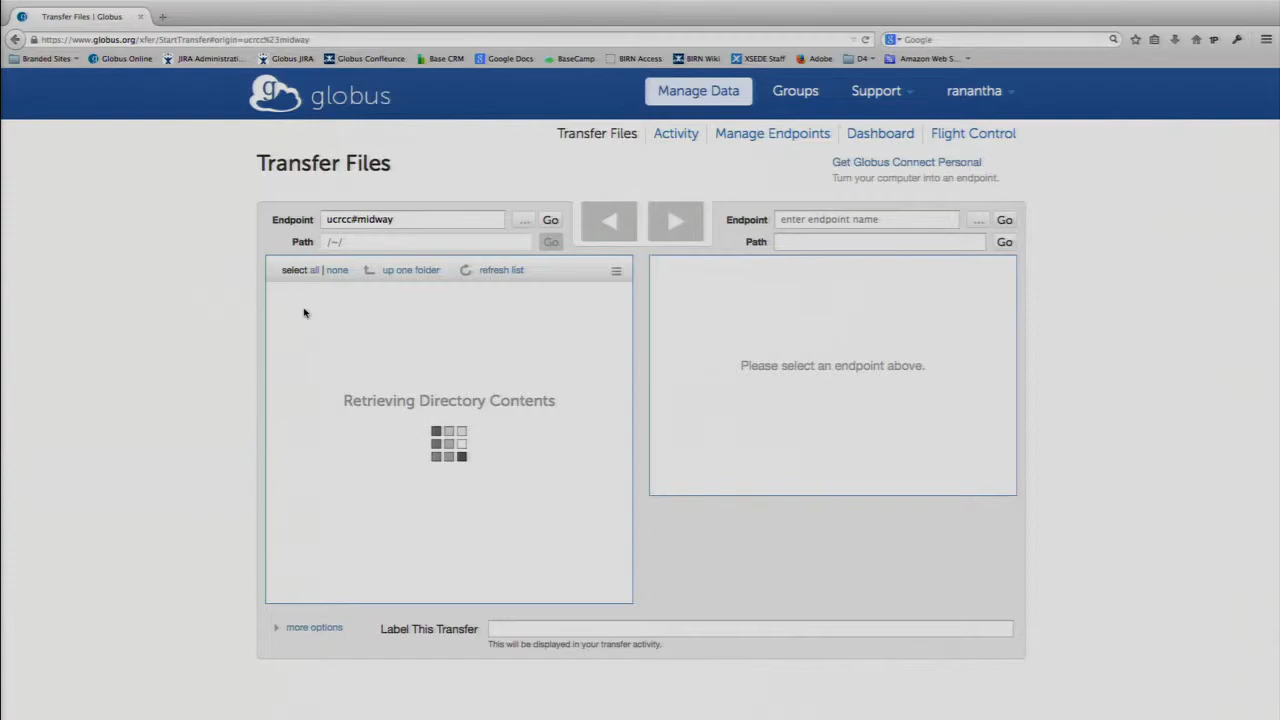 Transfer Files | Globus
https://www.globus.org/xfer/StartTransfer#origin=ucrcc%23midway
Google
Branded Sites
Globus Online
JIRA Administrati...
Globus JIRA
Globus Confleunce
Base CRM
Google Docs
BaseCamp
BIRN Access
BIRN Wiki
XSEDE Staff
Adobe
D4
Amazon Web S...
globus
Manage Data
Groups
Support
ranantha
Transfer Files
Activity
Manage Endpoints
Dashboard
Flight Control
Transfer Files
Get Globus Connect Personal
Turn your computer into an endpoint.
Endpoint ucrcc#midway ... Go
Path /~/ Go
Endpoint enter endpoint name ... Go
Path Go
select all | none up one folder refresh list
Retrieving Directory Contents
Please select an endpoint above.
more options
Label This Transfer
This will be displayed in your transfer activity.